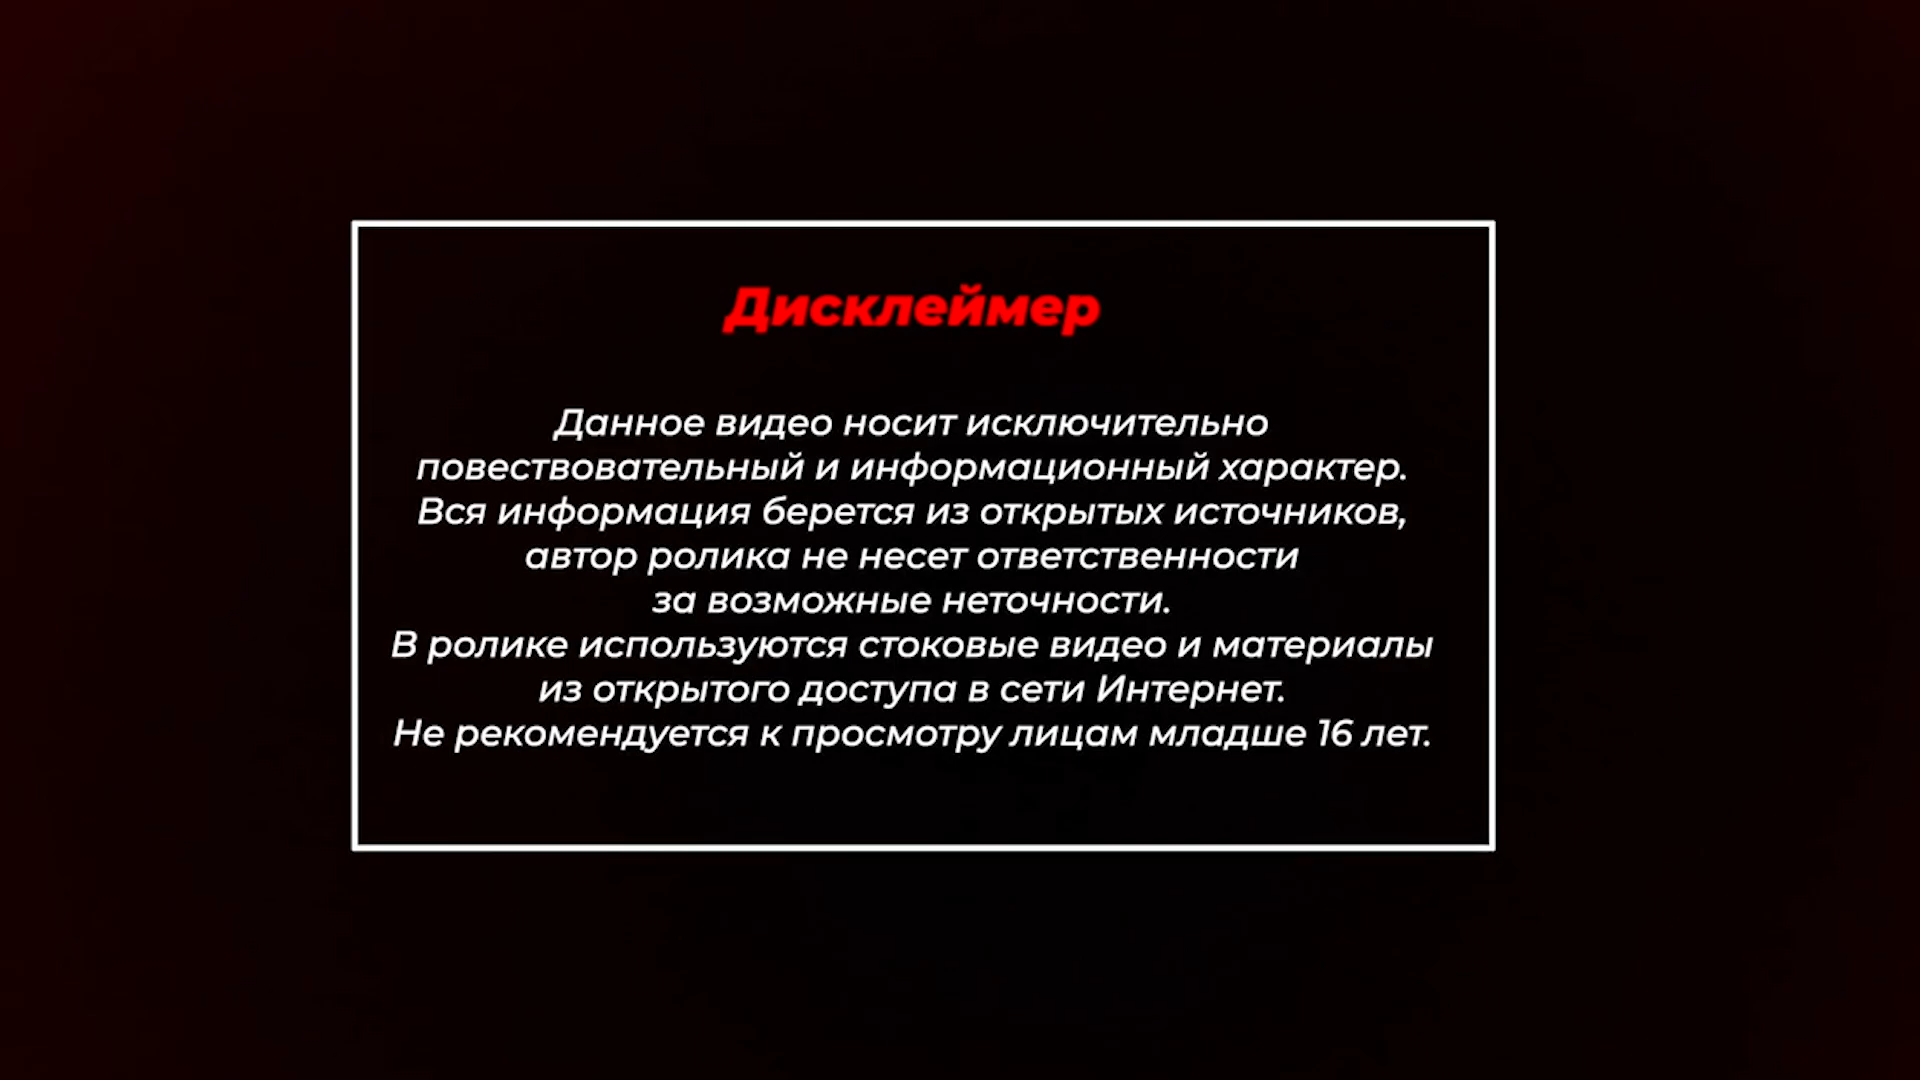 Дисклеймер
Данное видео носит исключительно
повествовательный и информационный характер.
Вся информация берется из открытых источников,
автор ролика не несет ответственности
за возможные неточности.
В ролике используются стоковые видео и материалы
из открытого доступа в сети Интернет.
Не рекомендуется к просмотру лицам младше 16 лет.